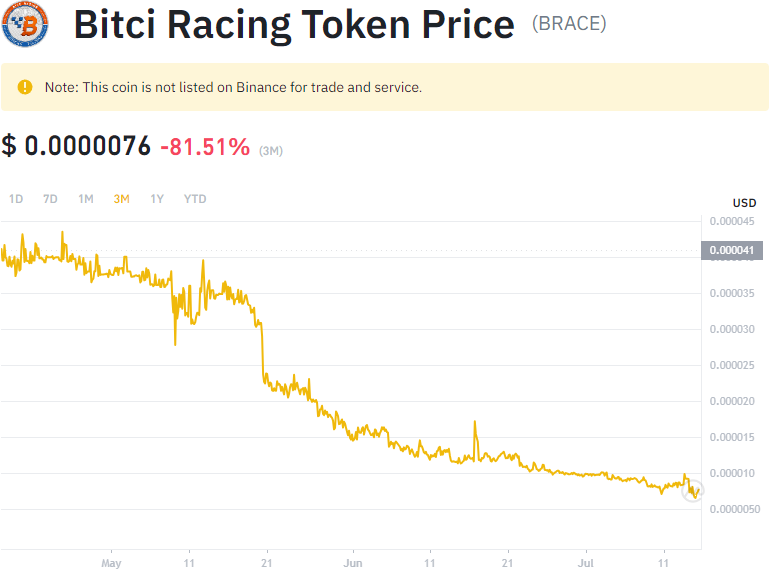 Bitci Racing Token Price (BRACE)
Note: This coin is not listed on Binance for trade and service.
$ 0.0000076 -81.51% (3M)
1D 7D 1M 3M 1Y YTD
USD
0.000045
0.000041
0.000035
0.000030
0.000025
0.000020
0.000015
0.000010
0.0000050
May 11 21 Jun 11 21 Jul 11